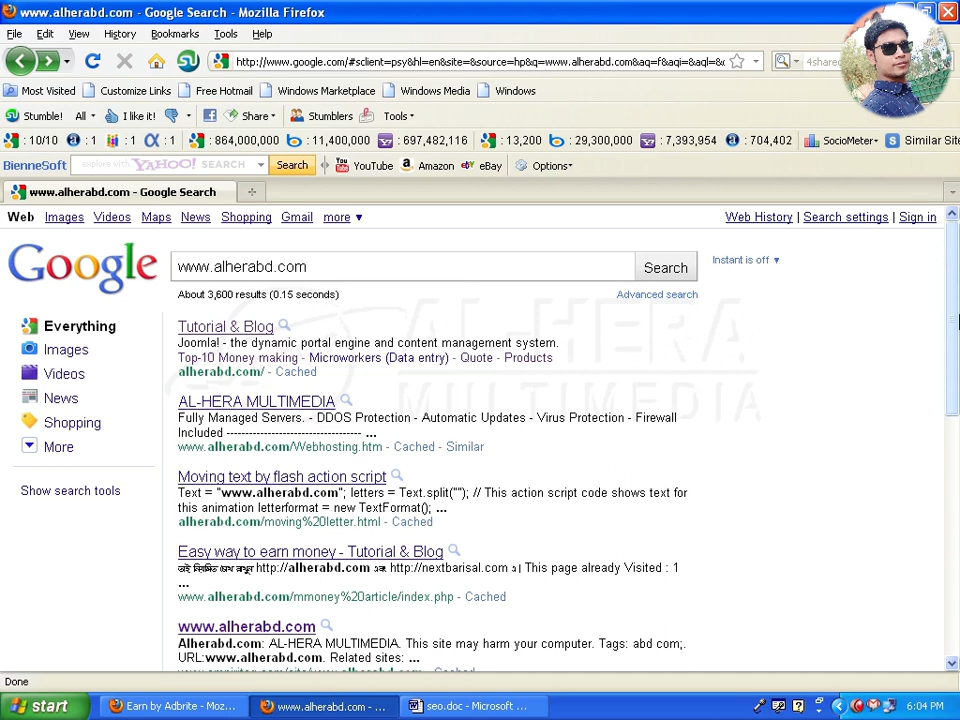 www.alherabd.com - Google Search - Mozilla Firefox
File Edit View History Bookmarks Tools Help
http://www.google.com/#sclient=psy&hl=en&site=&source=hp&q=www.alherabd.com&aq=f&aqi=&aql=& 4shared
Most Visited Customize Links Free Hotmail Windows Marketplace Windows Media Windows
Stumble! All I like it! Share Stumblers Tools
: 10/10 : 1 : 1 : 1 : 864,000,000 : 11,400,000 : 697,482,116 : 13,200 : 29,300,000 : 7,393,954 : 704,402 SocioMeter Similar Site
BienneSoft explore with YAHOO! SEARCH Search YouTube Amazon eBay Options
www.alherabd.com - Google Search
Web Images Videos Maps News Shopping Gmail more Web History | Search settings | Sign in
Google www.alherabd.com Search Instant is off
About 3,600 results (0.15 seconds) Advanced search
Everything
Images
Videos
News
Shopping
More
Show search tools
Tutorial & Blog
Joomla! - the dynamic portal engine and content management system.
Top-10 Money making - Microworkers (Data entry) - Quote - Products
alherabd.com/ - Cached
AL-HERA MULTIMEDIA
AL-HERA MULTIMEDIA
Fully Managed Servers. - DDOS Protection - Automatic Updates - Virus Protection - Firewall
Included ----------------------------------- ...
www.alherabd.com/Webhosting.htm - Cached - Similar
Moving text by flash action script
Text = "www.alherabd.com"; letters = Text.split(""); // This action script code shows text for
this animation letterformat = new TextFormat(); ...
alherabd.com/moving%20letter.html - Cached
Easy way to earn money - Tutorial & Blog
http://alherabd.com এবং http://nextbarisal.com এ। This page already Visited : 1
...
www.alherabd.com/mmoney%20article/index.php - Cached
www.alherabd.com
Alherabd.com: AL-HERA MULTIMEDIA. This site may harm your computer. Tags: abd com;.
URL:www.alherabd.com. Related sites: ...
Done
start Earn by Adbrite - Moz... www.alherabd.com - ... seo.doc - Microsoft ... 6:04 PM